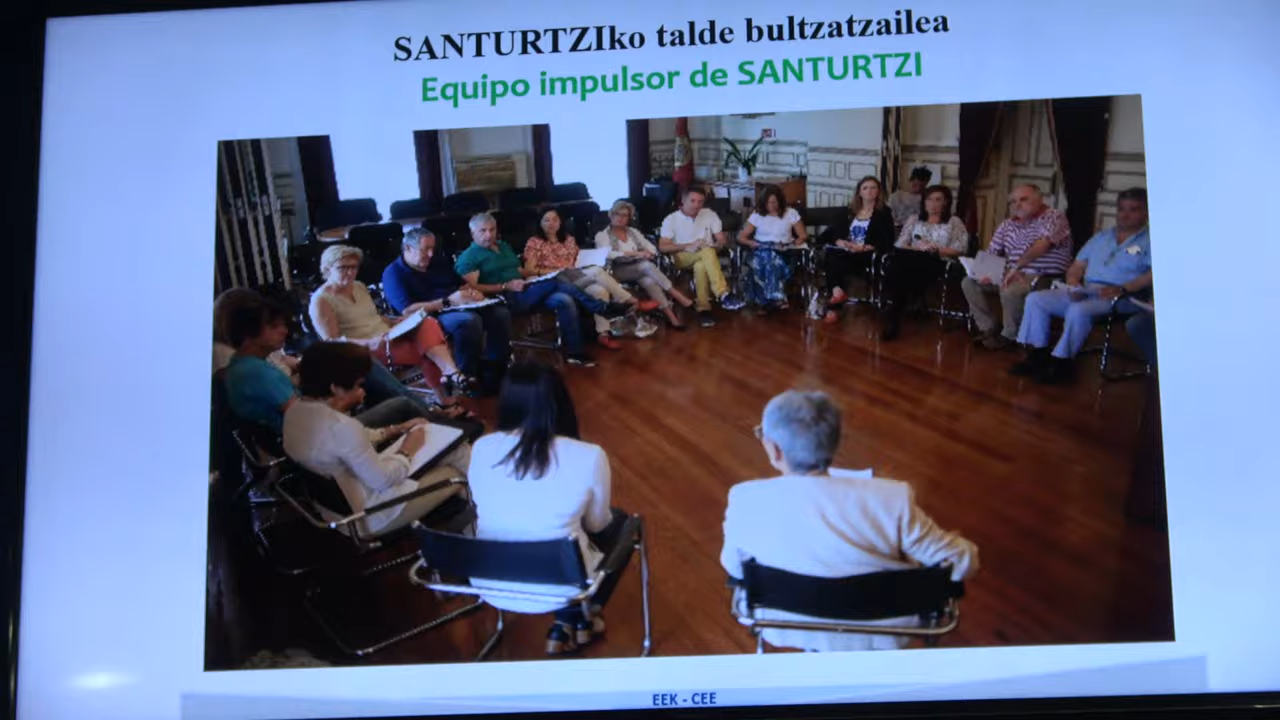 SANTURTZIko talde bultzatzailea
Equipo impulsor de SANTURTZI
EEK - CEE